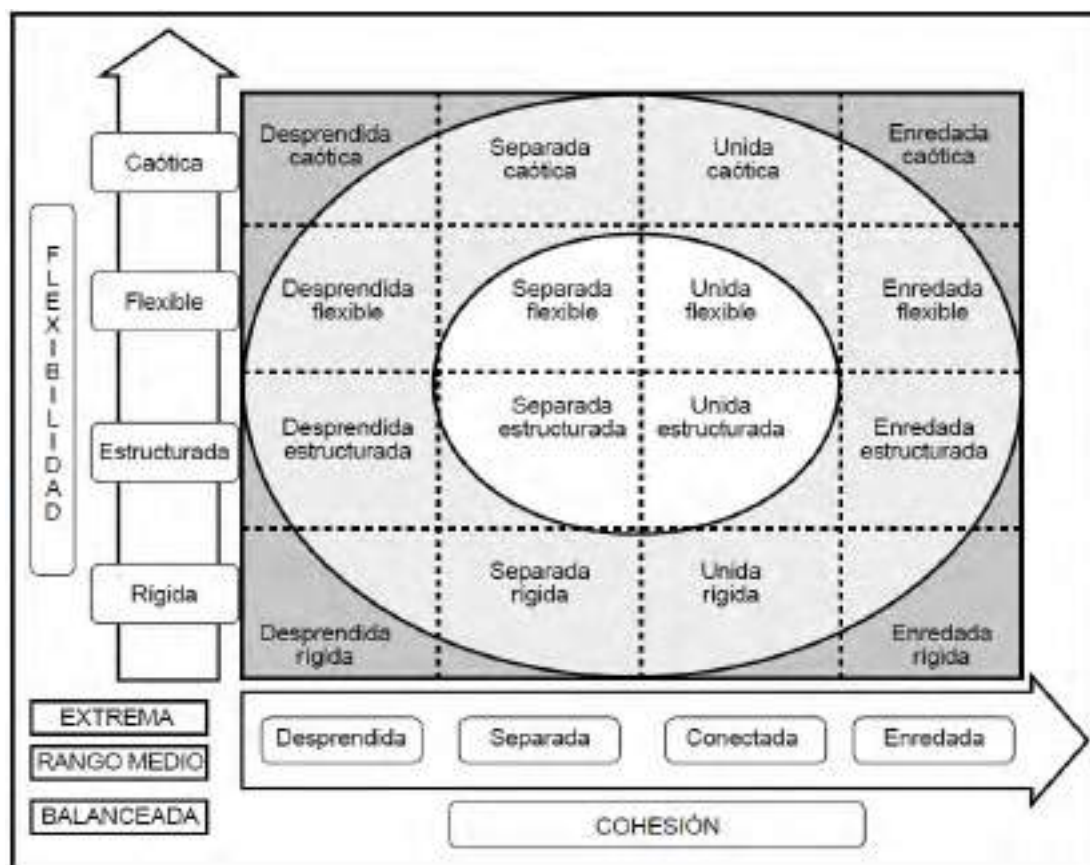 Desprendida
caótica
Separada
caótica
Unida
caótica
Enredada
caótica
Caótica
Desprendida
flexible
Separada
flexible
Unida
flexible
Enredada
flexible
Flexible
FLEXIBILIDAD
Desprendida
estructurada
Separada
estructurada
Unida
estructurada
Enredada
estructurada
Estructurada
Separada
rígida
Unida
rígida
Rígida
Desprendida
rígida
Enredada
rígida
EXTREMA
RANGO MEDIO
BALANCEADA
Desprendida
Separada
Conectada
Enredada
COHESIÓN